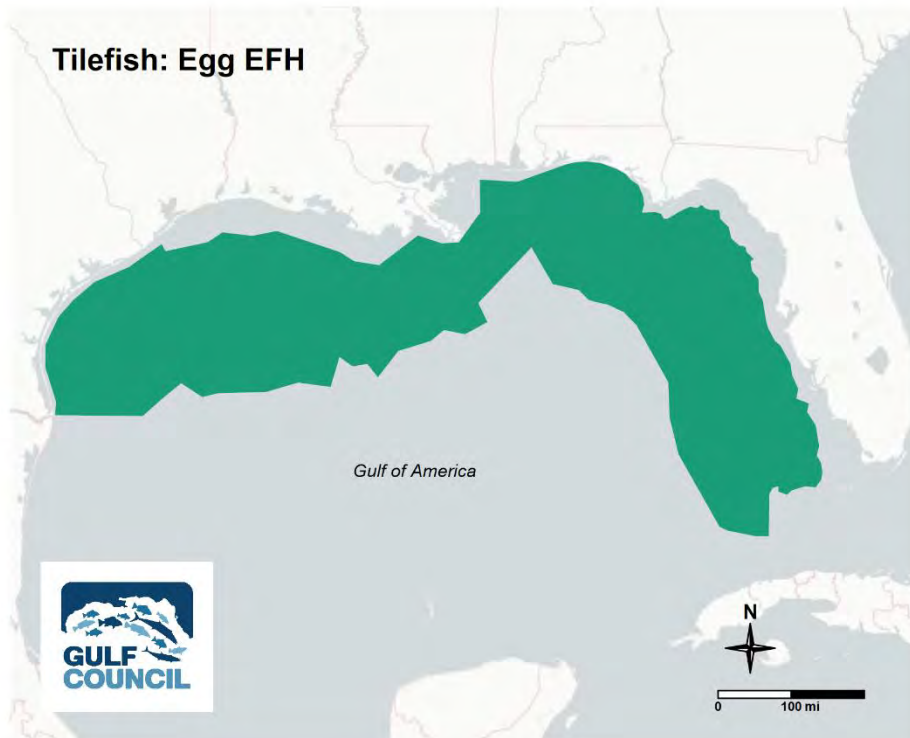 Tilefish: Egg EFH
Gulf of America
GULF
COUNCIL
N
0 100 mi